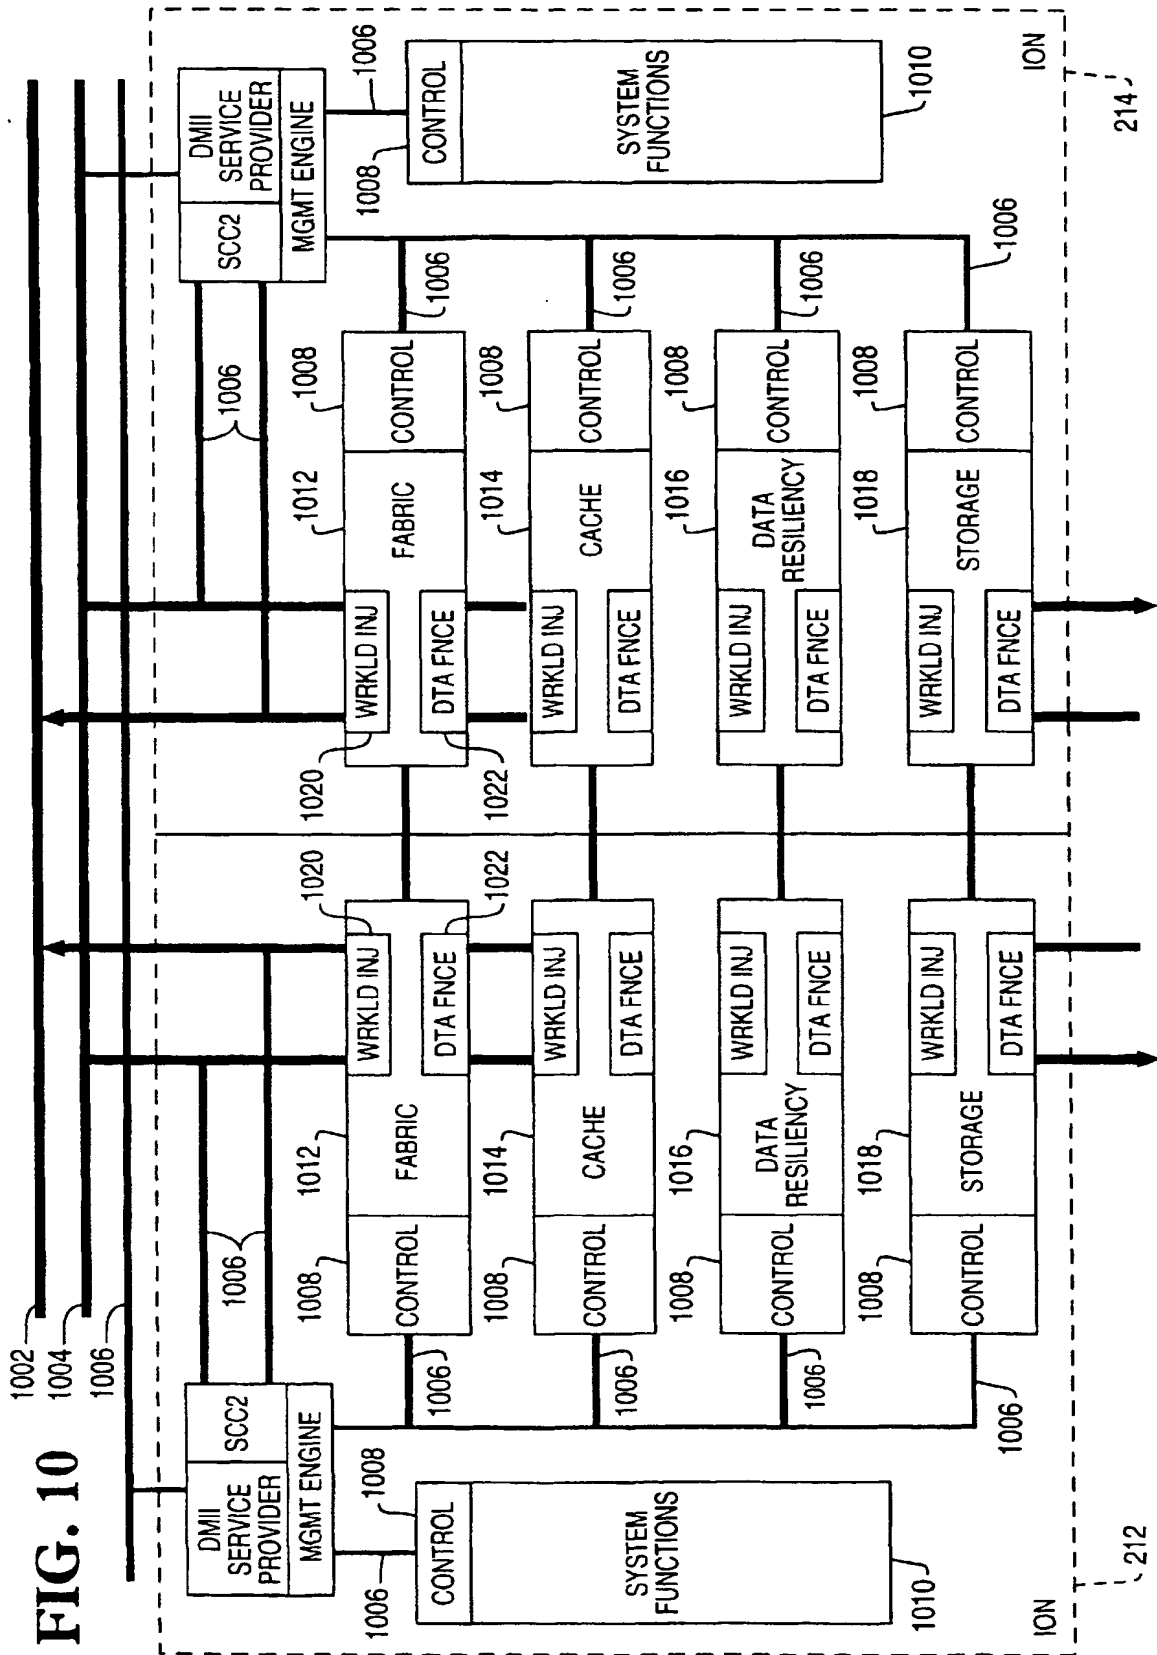 FIG. 10
1002
1004
1006
DMII
SERVICE
PROVIDER
SCC2
MGMT ENGINE
1006
1006
1008
CONTROL
SYSTEM
FUNCTIONS
1010
1008
1012
1020
CONTROL
FABRIC
WRKLD INJ
DTA FNCE
1022
1006
1008
1014
CONTROL
CACHE
WRKLD INJ
DTA FNCE
1006
1008
1016
CONTROL
DATA
RESILIENCY
WRKLD INJ
DTA FNCE
1006
1008
1018
CONTROL
STORAGE
WRKLD INJ
DTA FNCE
1006
ION
212
SCC2
DMII
SERVICE
PROVIDER
MGMT ENGINE
1006
1006
1008
CONTROL
SYSTEM
FUNCTIONS
1010
1020
1012
1008
WRKLD INJ
DTA FNCE
FABRIC
CONTROL
1022
1006
1014
1008
WRKLD INJ
DTA FNCE
CACHE
CONTROL
1006
1016
1008
WRKLD INJ
DTA FNCE
DATA
RESILIENCY
CONTROL
1006
1018
1008
WRKLD INJ
DTA FNCE
STORAGE
CONTROL
1006
ION
214